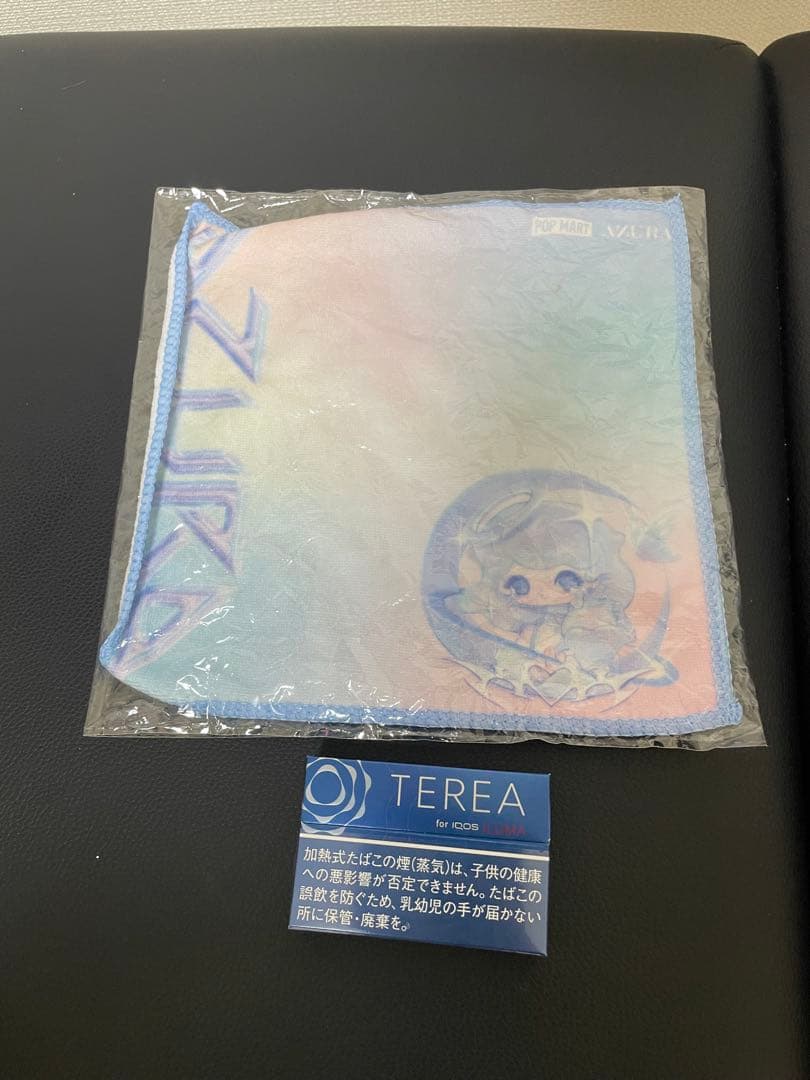 POP MART AZURA
AZURA
TEREA
for IQOS ILUMA
加熱式たばこの煙(蒸気)は、子供の健康
への悪影響が否定できません。たばこの
誤飲を防ぐため、乳幼児の手が届かない
所に保管・廃棄を。